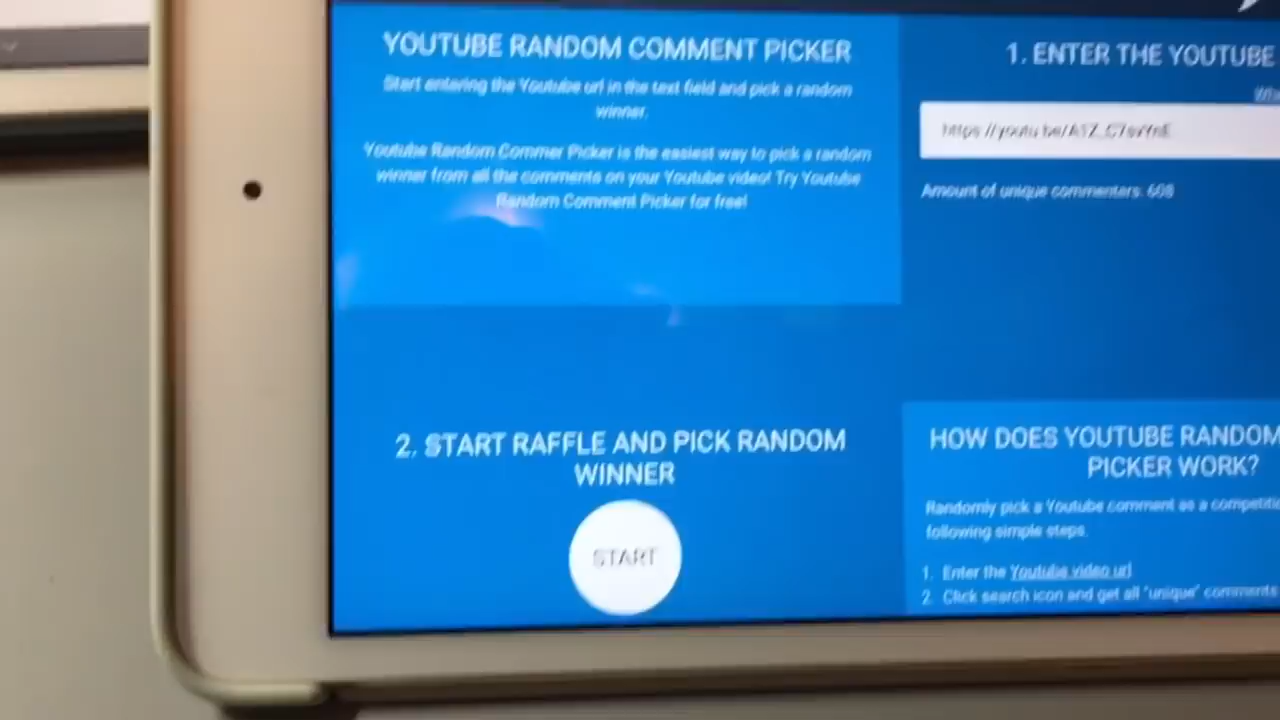 YOUTUBE RANDOM COMMENT PICKER
Start entering the Youtube url in the text field and pick a random
winner.
Youtube Random Commer Picker is the easiest way to pick a random
winner from all the comments on your Youtube video! Try Youtube
Random Comment Picker for free!
1. ENTER THE YOUTUBE
Amount of unique commenters: 608
2. START RAFFLE AND PICK RANDOM
WINNER
START
HOW DOES YOUTUBE RANDOM
PICKER WORK?
Randomly pick a Youtube comment as a
following simple steps.
1. Enter the Youtube video url
2. Click search icon and get all "unique" comments